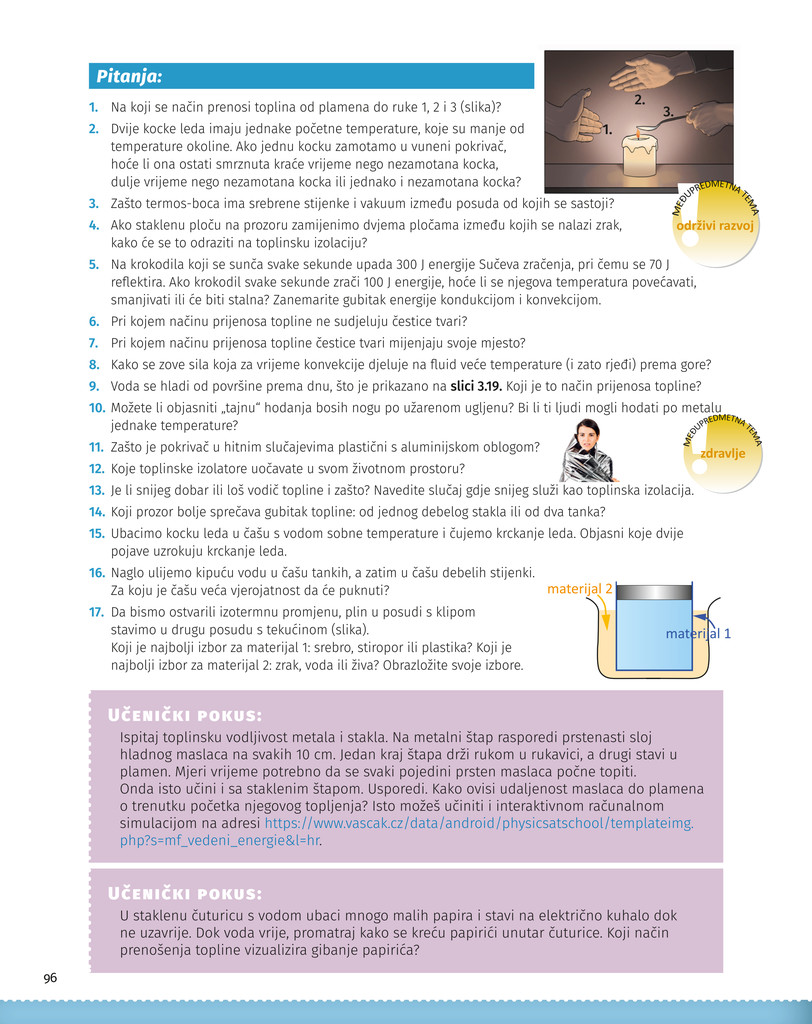 Pitanja:
1. Na koji se način prenosi toplina od plamena do ruke 1, 2 i 3 (slika)?
2. Dvije kocke leda imaju jednake početne temperature, koje su manje od
temperature okoline. Ako jednu kocku zamotamo u vuneni pokrivač,
hoće li ona ostati smrznuta kraće vrijeme nego nezamotana kocka,
dulje vrijeme nego nezamotana kocka ili jednako i nezamotana kocka?
1.
2.
3.
3. Zašto termos-boca ima srebrene stijenke i vakuum između posuda od kojih se sastoji?
4. Ako staklenu ploču na prozoru zamijenimo dvjema pločama između kojih se nalazi zrak,
kako će se to odraziti na toplinsku izolaciju?
MEĐUPREDMETNA TEMA
održivi razvoj
5. Na krokodila koji se sunča svake sekunde upada 300 J energije Sučeva zračenja, pri čemu se 70 J
reflektira. Ako krokodil svake sekunde zrači 100 J energije, hoće li se njegova temperatura povećavati,
smanjivati ili će biti stalna? Zanemarite gubitak energije kondukcijom i konvekcijom.
6. Pri kojem načinu prijenosa topline ne sudjeluju čestice tvari?
7. Pri kojem načinu prijenosa topline čestice tvari mijenjaju svoje mjesto?
8. Kako se zove sila koja za vrijeme konvekcije djeluje na fluid veće temperature (i zato rjeđi) prema gore?
9. Voda se hladi od površine prema dnu, što je prikazano na slici 3.19. Koji je to način prijenosa topline?
10. Možete li objasniti „tajnu“ hodanja bosih nogu po užarenom ugljenu? Bi li ti ljudi mogli hodati po metalu
jednake temperature?
11. Zašto je pokrivač u hitnim slučajevima plastični s aluminijskom oblogom?
12. Koje toplinske izolatore uočavate u svom životnom prostoru?
MEĐUPREDMETNA TEMA
zdravlje
13. Je li snijeg dobar ili loš vodič topline i zašto? Navedite slučaj gdje snijeg služi kao toplinska izolacija.
14. Koji prozor bolje sprečava gubitak topline: od jednog debelog stakla ili od dva tanka?
15. Ubacimo kocku leda u čašu s vodom sobne temperature i čujemo krckanje leda. Objasni koje dvije
pojave uzrokuju krckanje leda.
16. Naglo ulijemo kipuću vodu u čašu tankih, a zatim u čašu debelih stijenki.
Za koju je čašu veća vjerojatnost da će puknuti?
17. Da bismo ostvarili izotermnu promjenu, plin u posudi s klipom
stavimo u drugu posudu s tekućinom (slika).
Koji je najbolji izbor za materijal 1: srebro, stiropor ili plastika? Koji je
najbolji izbor za materijal 2: zrak, voda ili živa? Obrazložite svoje izbore.
materijal 2
materijal 1
Učenički pokus:
Ispitaj toplinsku vodljivost metala i stakla. Na metalni štap rasporedi prstenasti sloj
hladnog maslaca na svakih 10 cm. Jedan kraj štapa drži rukom u rukavici, a drugi stavi u
plamen. Mjeri vrijeme potrebno da se svaki pojedini prsten maslaca počne topiti.
Onda isto učini i sa staklenim štapom. Usporedi. Kako ovisi udaljenost maslaca do plamena
o trenutku početka njegovog topljenja? Isto možeš učiniti i interaktivnom računalnom
simulacijom na adresi https://www.vascak.cz/data/android/physicsatschool/templateimg.
php?s=mf_vedeni_energie&l=hr.
Učenički pokus:
U staklenu čuturicu s vodom ubaci mnogo malih papira i stavi na električno kuhalo dok
ne uzavrije. Dok voda vrije, promatraj kako se kreću papirići unutar čuturice. Koji način
prenošenja topline vizualizira gibanje papirića?
96